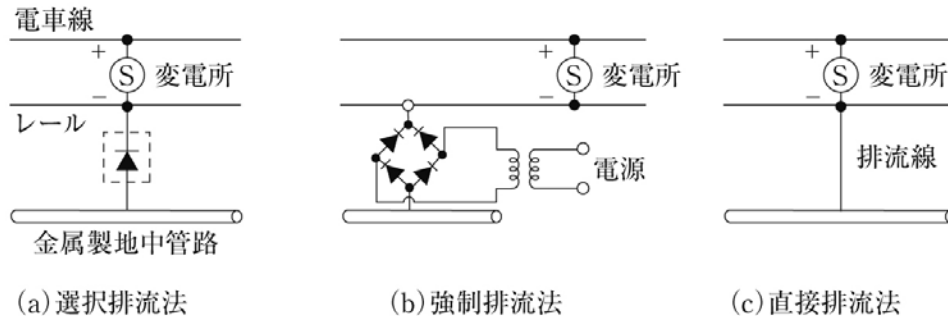 電車線
+
S 変電所
−
レール
金属製地中管路
(a)選択排流法
+
S 変電所
−
電源
(b)強制排流法
+
S 変電所
−
排流線
(c)直接排流法